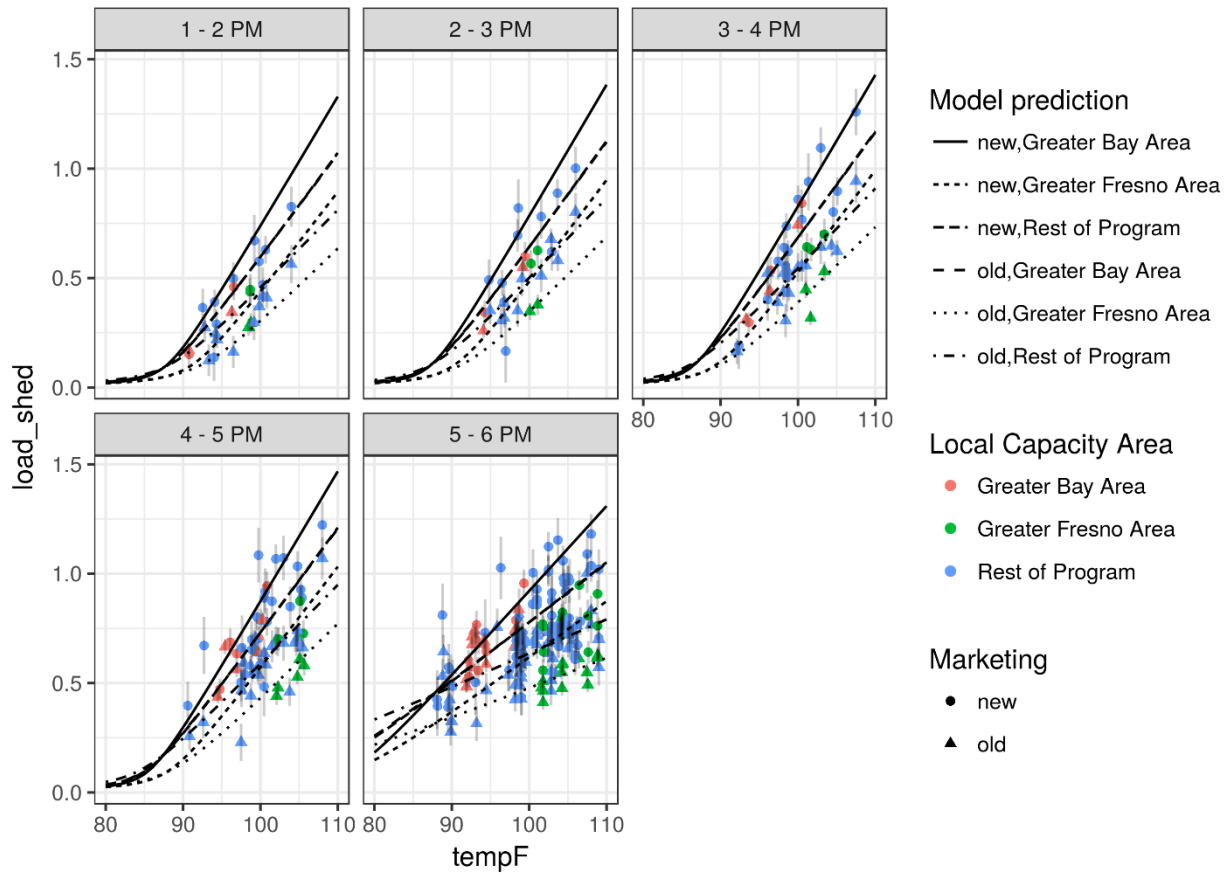 1 - 2 PM
2 - 3 PM
3 - 4 PM
1.5
1.0
0.5
0.0
80 90 100 110
4 - 5 PM
5 - 6 PM
1.5
1.0
0.5
0.0
80 90 100 110
80 90 100 110
load_shed
tempF
Model prediction
new,Greater Bay Area
new,Greater Fresno Area
new,Rest of Program
old,Greater Bay Area
old,Greater Fresno Area
old,Rest of Program
Local Capacity Area
Greater Bay Area
Greater Fresno Area
Rest of Program
Marketing
new
old